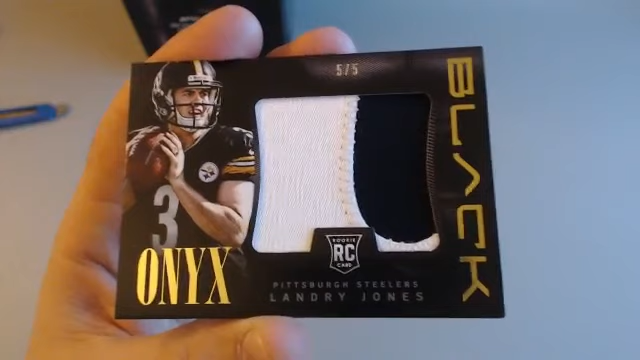 5/5
BLACK
3
ONYX
ROOKIE
RC
CARD
PITTSBURGH STEELERS
LANDRY JONES